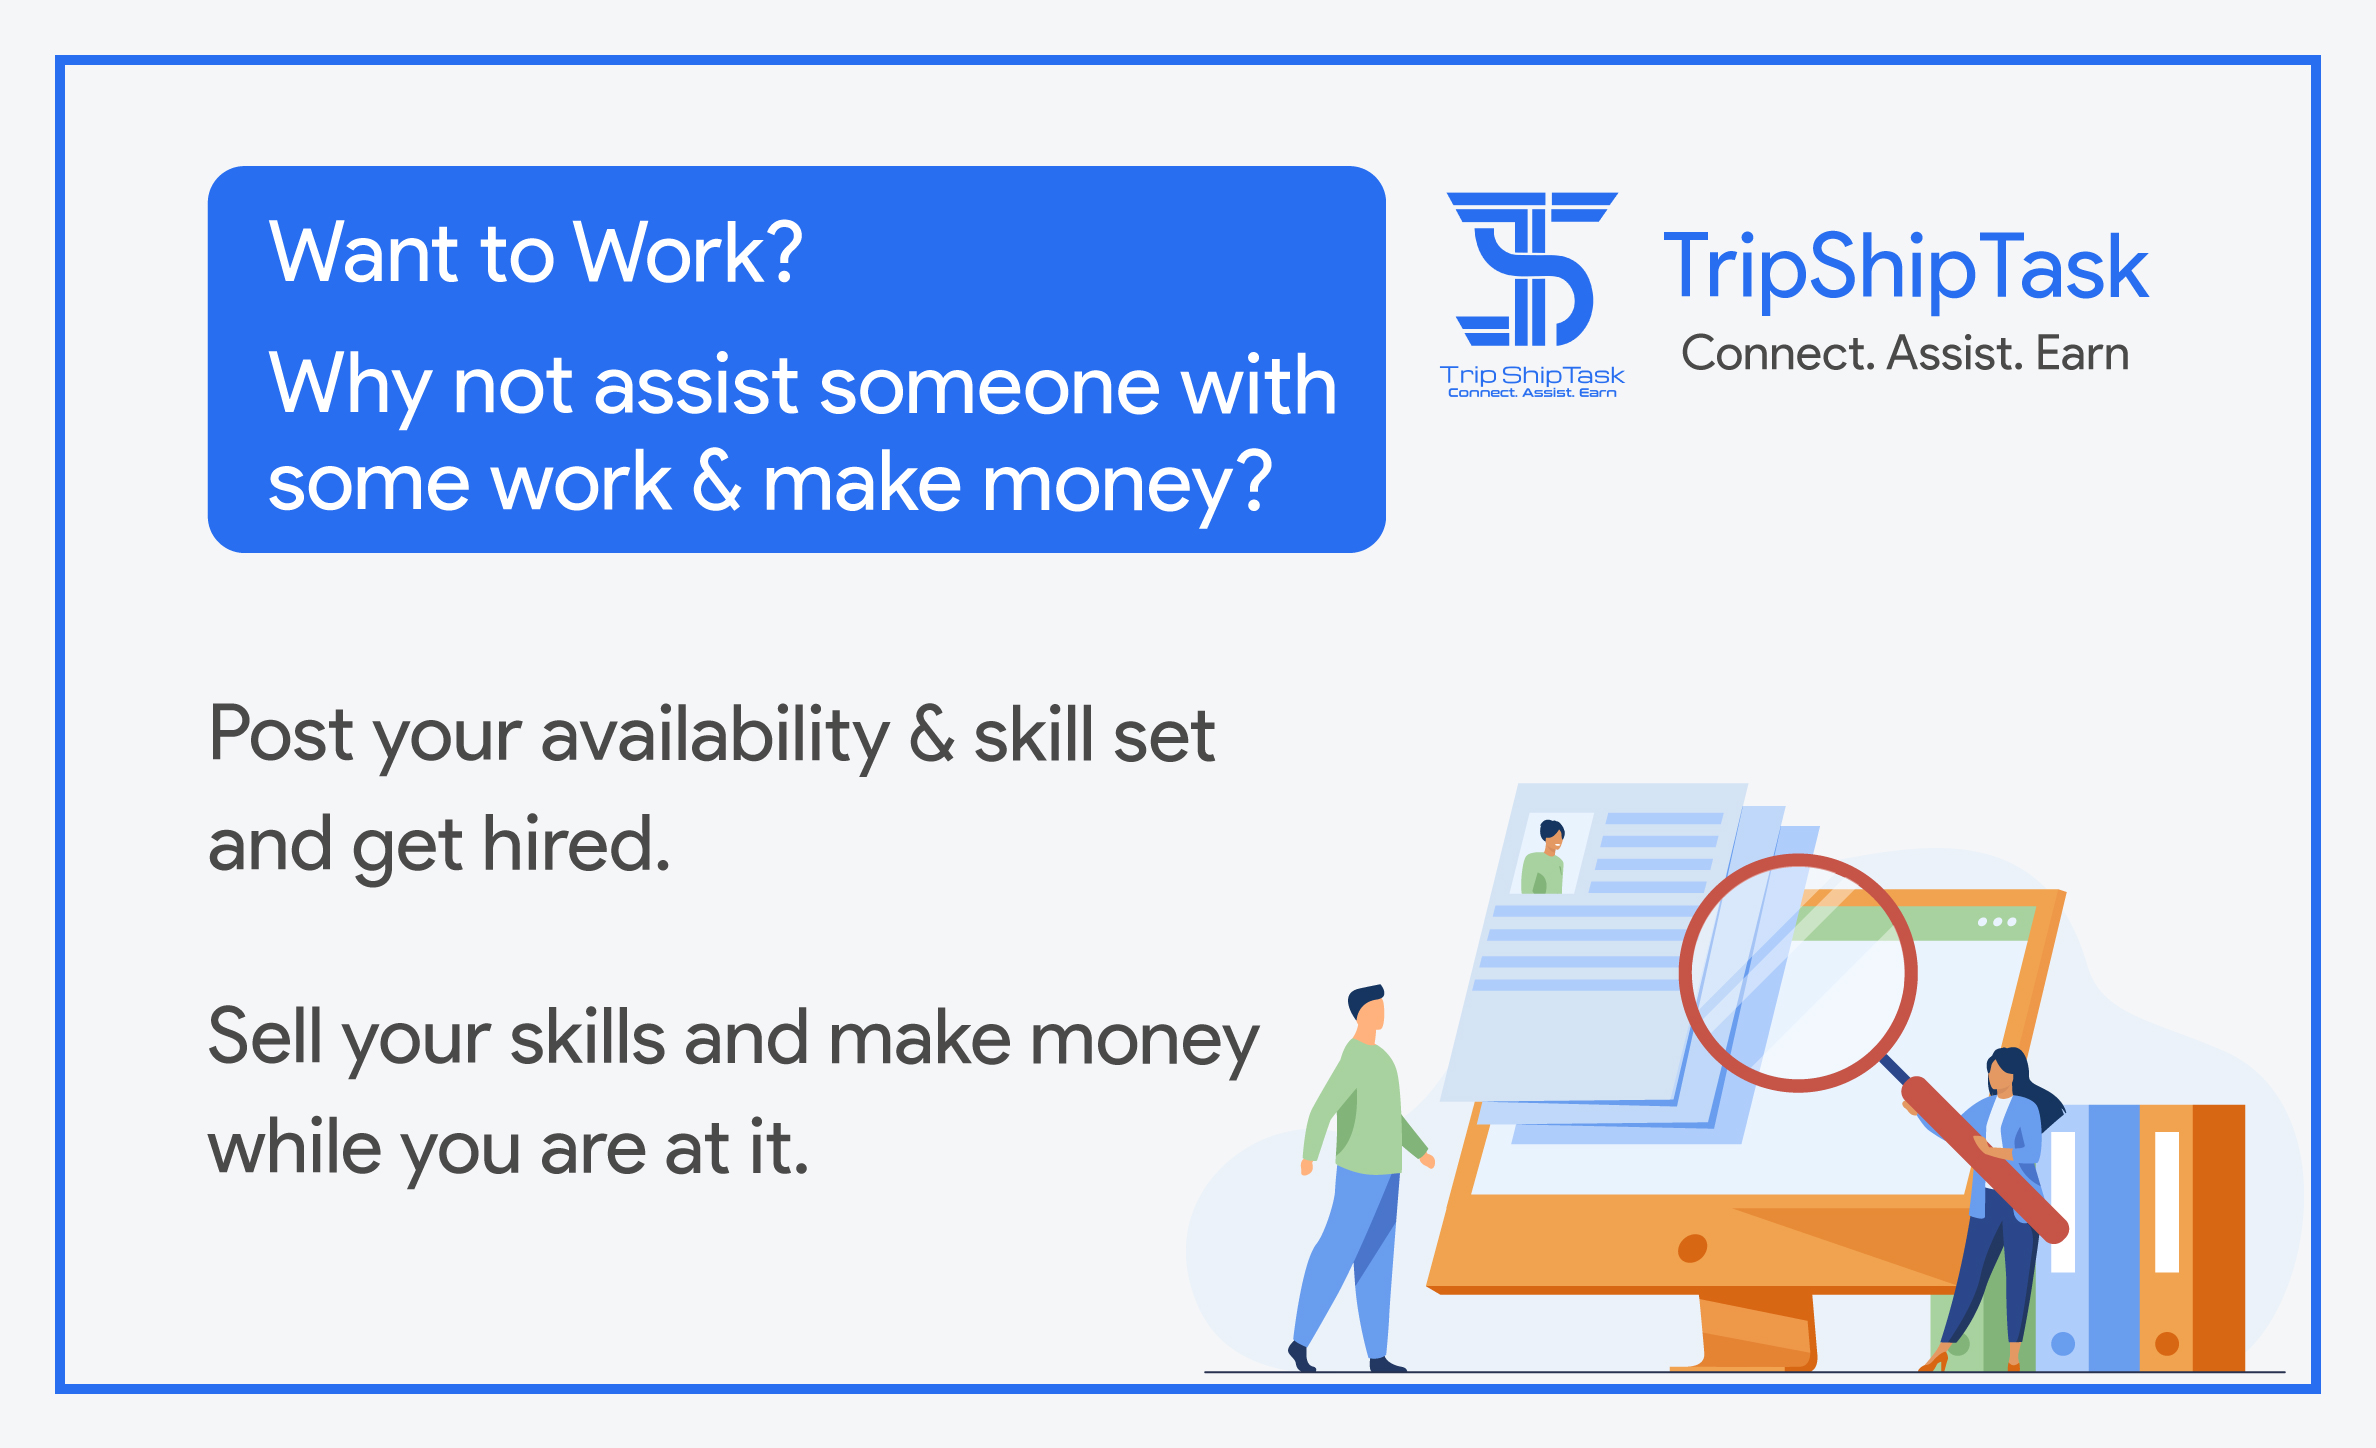 Want to Work?
Why not assist someone with
some work & make money?
TripShipTask
Connect. Assist. Earn
Trip ShipTask
Connect. Assist. Earn
Post your availability & skill set
and get hired.
Sell your skills and make money
while you are at it.